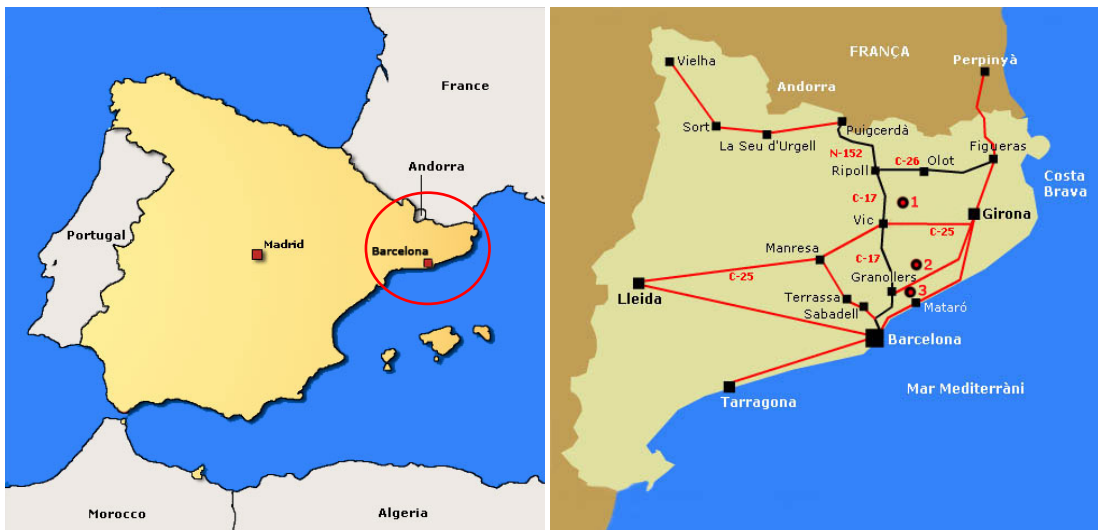 France
Andorra
Portugal
Madrid
Barcelona
Morocco
Algeria
FRANÇA
Perpinyà
Vielha
Andorra
Sort
Puigcerdà
La Seu d'Urgell
N-152
C-26
Olot
Figueras
Ripoll
Costa
Brava
C-17
1
Girona
Vic
C-25
Manresa
C-17
2
C-25
Granollers
Lleida
3
Terrassa
Mataró
Sabadell
Barcelona
Mar Mediterràni
Tarragona